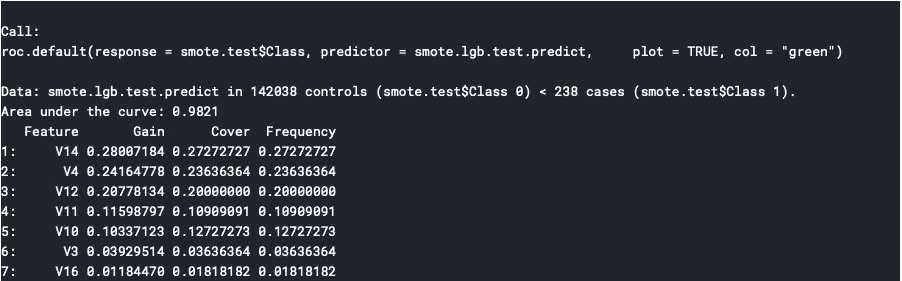 Call:
roc.default(response = smote.test$Class, predictor = smote.lgb.test.predict,     plot = TRUE, col = "green")
Data: smote.lgb.test.predict in 142038 controls (smote.test$Class 0) < 238 cases (smote.test$Class 1).
Area under the curve: 0.9821
   Feature       Gain      Cover  Frequency
1:     V14 0.28007184 0.27272727 0.27272727
2:      V4 0.24164778 0.23636364 0.23636364
3:     V12 0.20778134 0.20000000 0.20000000
4:     V11 0.11598797 0.10909091 0.10909091
5:     V10 0.10337123 0.12727273 0.12727273
6:      V3 0.03929514 0.03636364 0.03636364
7:     V16 0.01184470 0.01818182 0.01818182